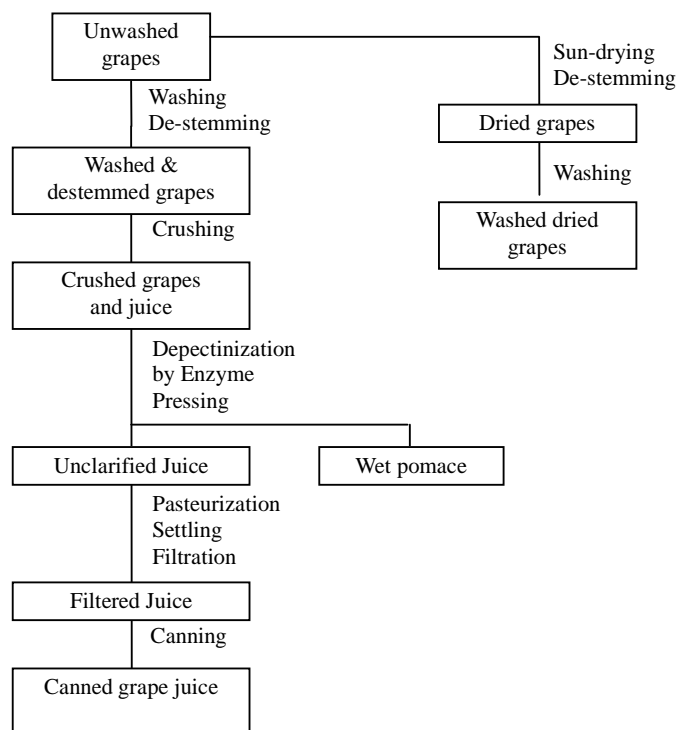 Unwashed
grapes
Sun-drying
De-stemming
Washing
De-stemming
Dried grapes
Washed &
destemmed grapes
Washing
Washed dried
grapes
Crushing
Crushed grapes
and juice
Depectinization
by Enzyme
Pressing
Unclarified Juice
Wet pomace
Pasteurization
Settling
Filtration
Filtered Juice
Canning
Canned grape juice